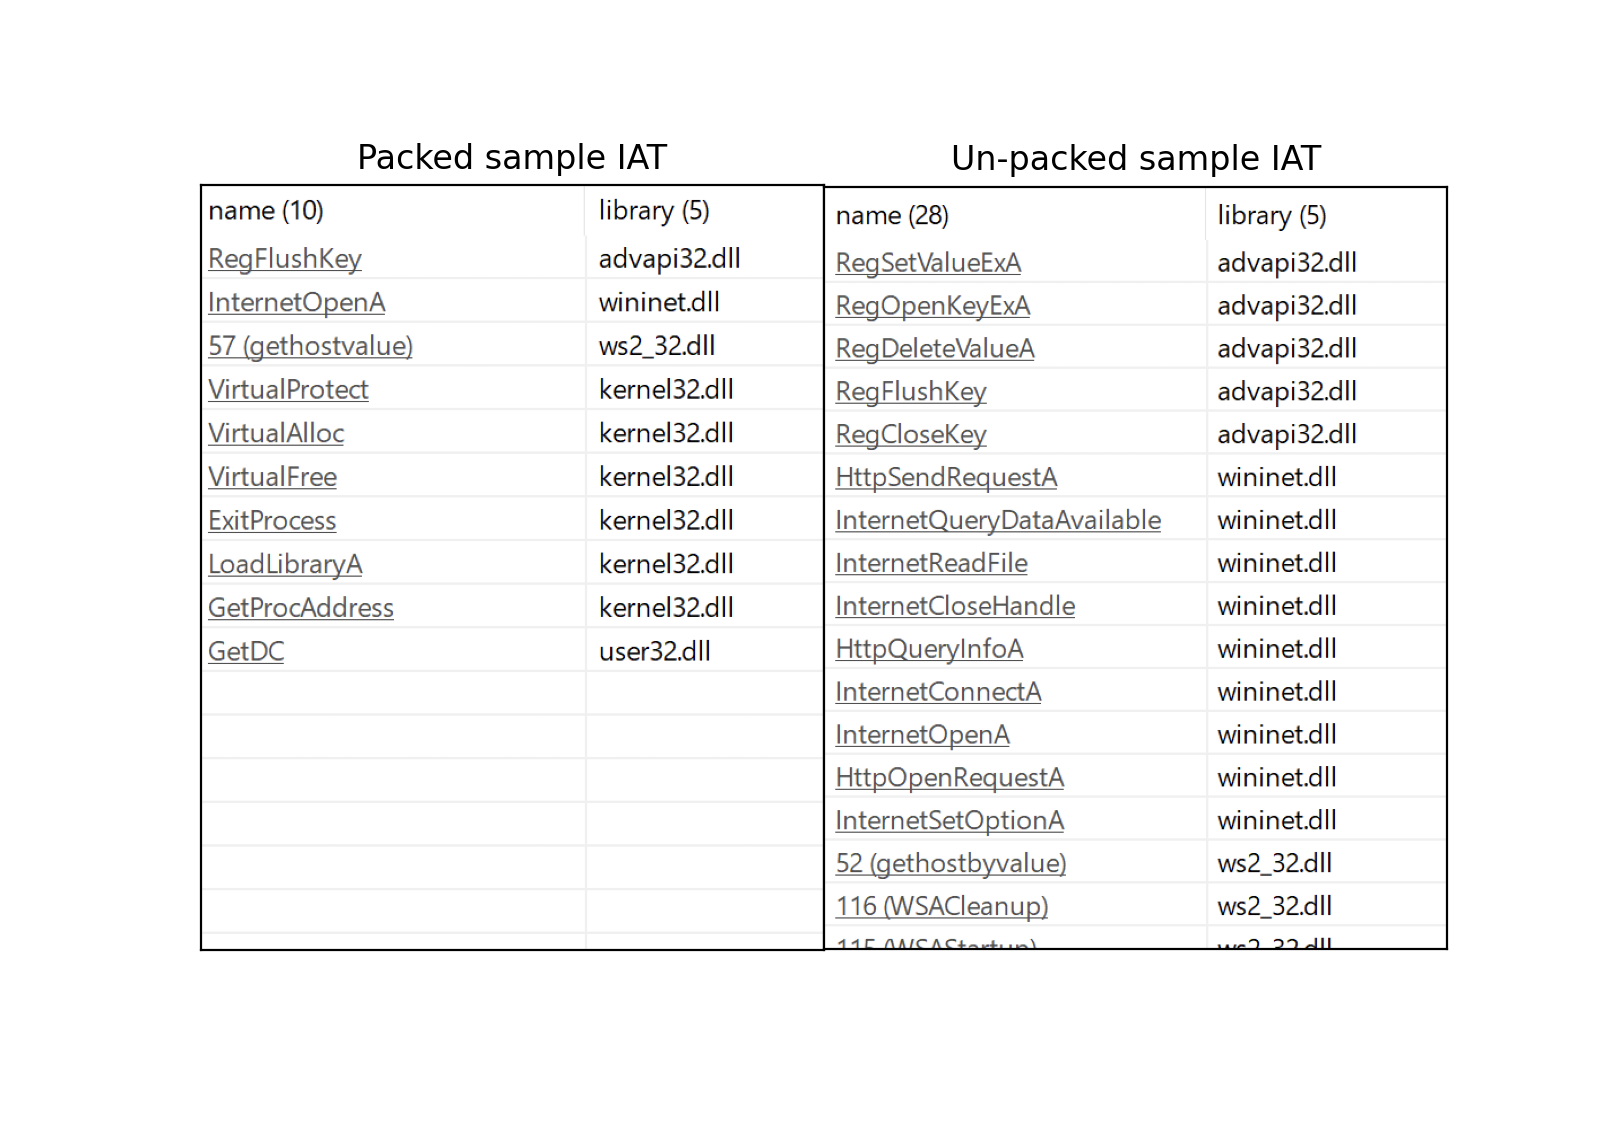 Packed sample IAT
name (10) library (5)
RegFlushKey advapi32.dll
InternetOpenA wininet.dll
57 (gethostvalue) ws2_32.dll
VirtualProtect kernel32.dll
VirtualAlloc kernel32.dll
VirtualFree kernel32.dll
ExitProcess kernel32.dll
LoadLibraryA kernel32.dll
GetProcAddress kernel32.dll
GetDC user32.dll
Un-packed sample IAT
name (28) library (5)
RegSetValueExA advapi32.dll
RegOpenKeyExA advapi32.dll
RegDeleteValueA advapi32.dll
RegFlushKey advapi32.dll
RegCloseKey advapi32.dll
HttpSendRequestA wininet.dll
InternetQueryDataAvailable wininet.dll
InternetReadFile wininet.dll
InternetCloseHandle wininet.dll
HttpQueryInfoA wininet.dll
InternetConnectA wininet.dll
InternetOpenA wininet.dll
HttpOpenRequestA wininet.dll
InternetSetOptionA wininet.dll
52 (gethostbyvalue) ws2_32.dll
116 (WSACleanup) ws2_32.dll
115 (WSAStartup) ws2_32.dll